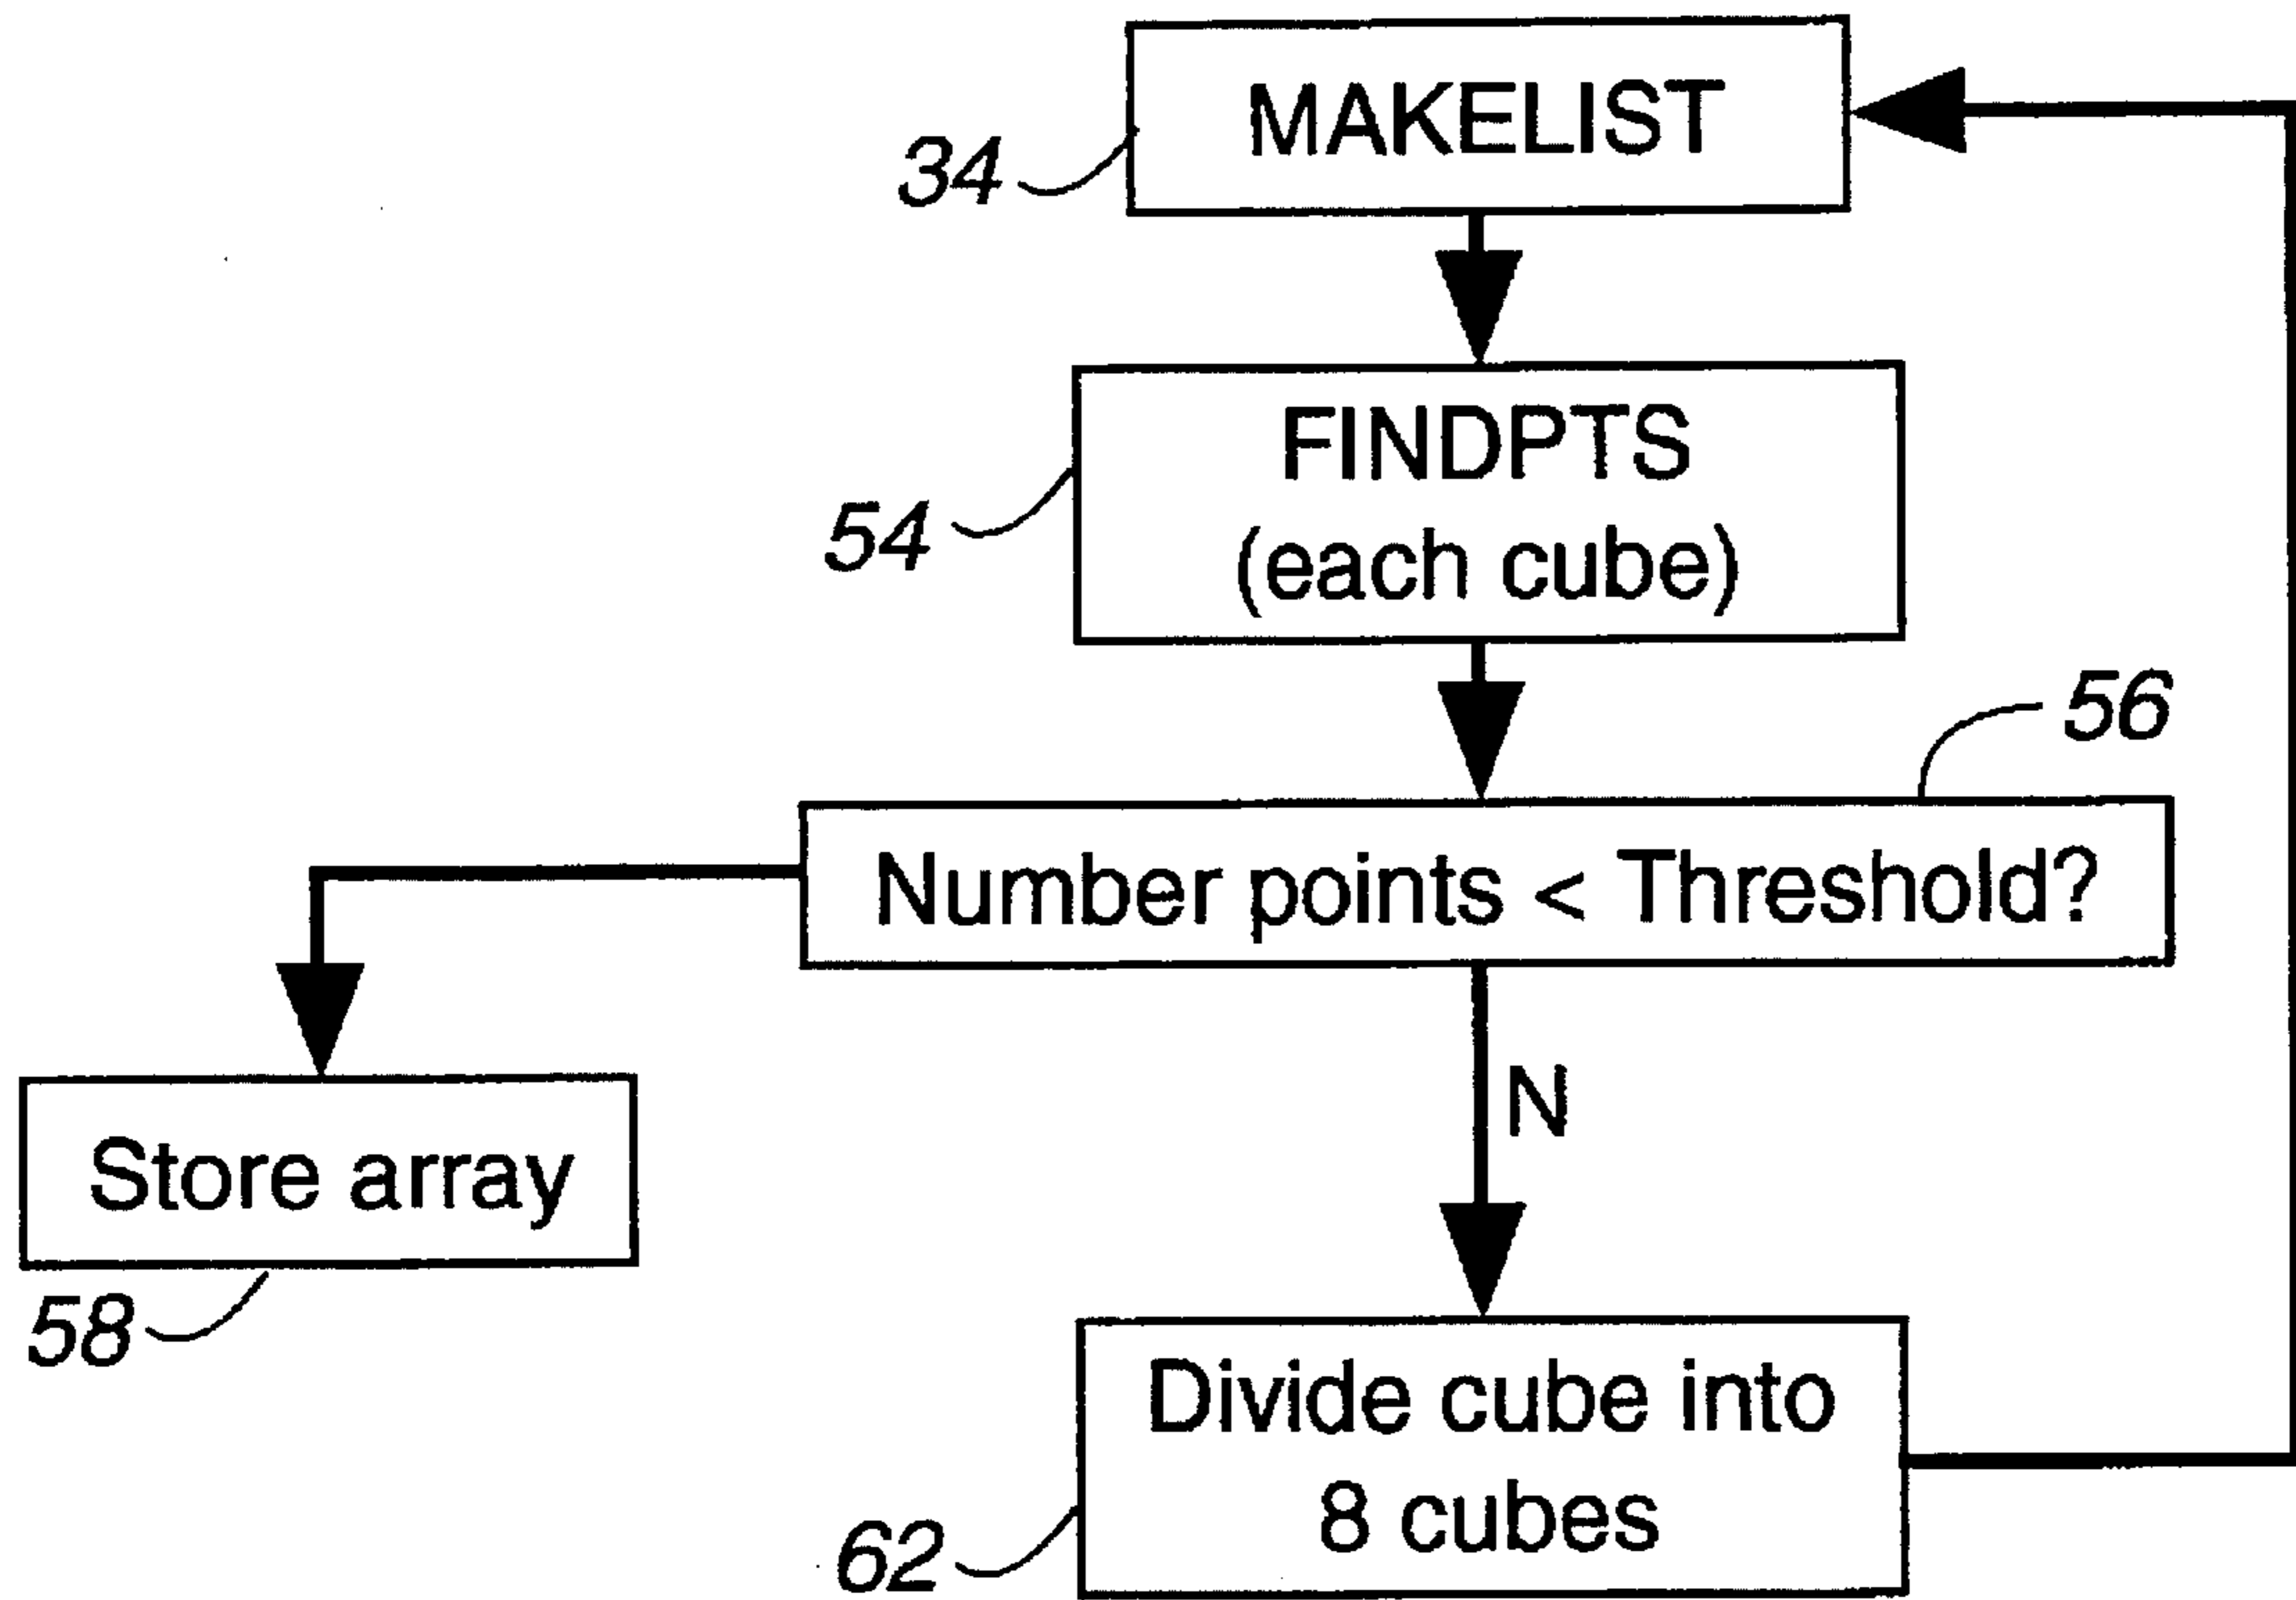 MAKELIST
34
FINDPTS
(each cube)
54
56
Number points < Threshold?
N
Store array
58
Divide cube into
8 cubes
62